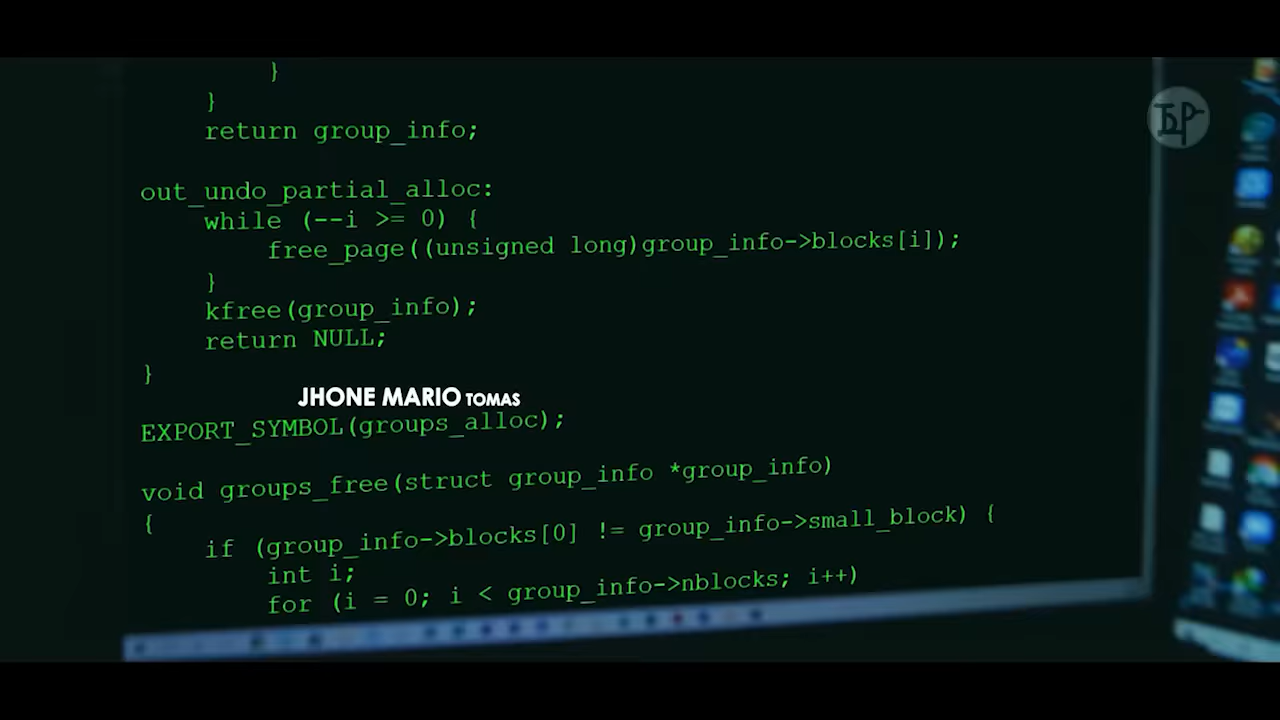 }
}
return group_info;
out_undo_partial_alloc:
while (--i >= 0) {
free_page((unsigned long)group_info->blocks[i]);
}
kfree(group_info);
return NULL;
}
JHONE MARIO TOMAS
EXPORT_SYMBOL(groups_alloc);
void groups_free(struct group_info *group_info)
{
if (group_info->blocks[0] != group_info->small_block) {
int i;
for (i = 0; i < group_info->nblocks; i++)